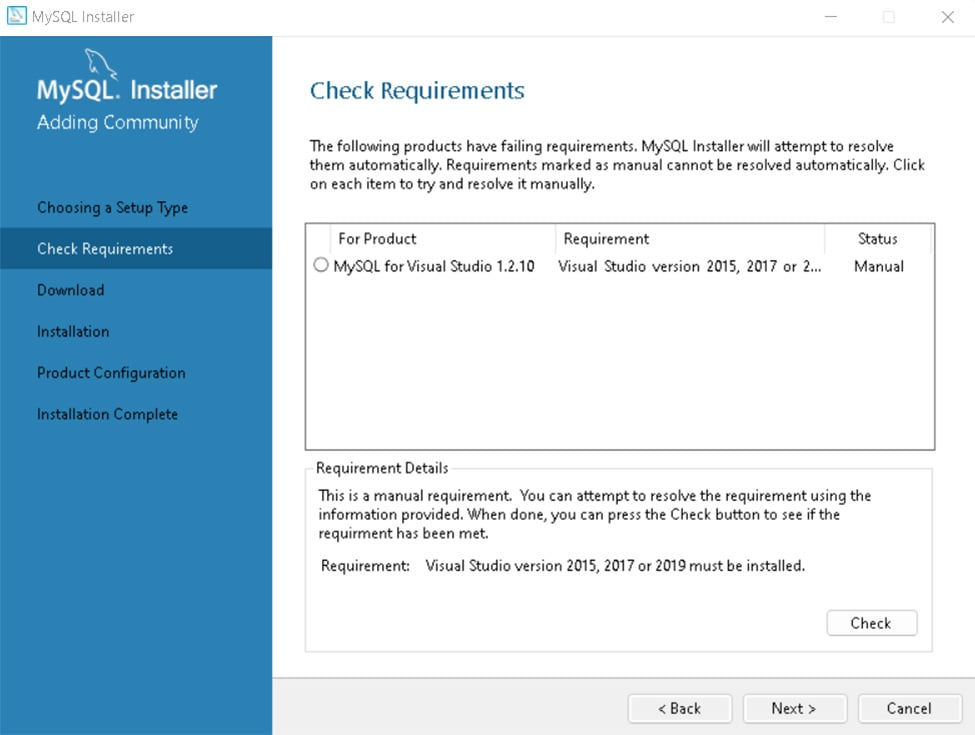 MySQL Installer
MySQL. Installer
Adding Community
Choosing a Setup Type
Check Requirements
Download
Installation
Product Configuration
Installation Complete
Check Requirements
The following products have failing requirements. MySQL Installer will attempt to resolve
them automatically. Requirements marked as manual cannot be resolved automatically. Click
on each item to try and resolve it manually.
For Product Requirement Status
MySQL for Visual Studio 1.2.10 Visual Studio version 2015, 2017 or 2... Manual
Requirement Details
This is a manual requirement. You can attempt to resolve the requirement using the
information provided. When done, you can press the Check button to see if the
requirment has been met.
Requirement: Visual Studio version 2015, 2017 or 2019 must be installed.
Check
< Back Next > Cancel